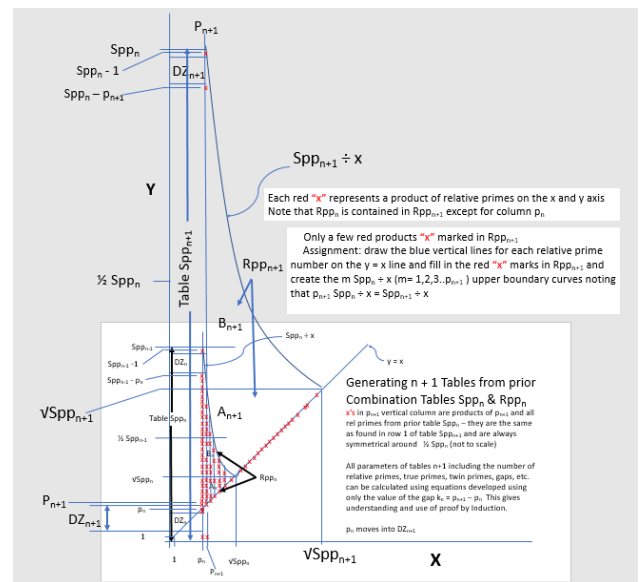 Pn+1
Sppn
Sppn - 1
DZn+1
Sppn – pn+1
Sppn+1 ÷ x
Y
Each red “x” represents a product of relative primes on the x and y axis
Note that Rppn is contained in Rppn+1 except for column pn
Table Sppn+1
Only a few red products “x” marked in Rppn+1
Assignment: draw the blue vertical lines for each relative prime
number on the y = x line and fill in the red “x” marks in Rppn+1 and
create the m Sppn ÷ x (m= 1,2,3..pn+1 ) upper boundary curves noting
that pn+1 Sppn ÷ x = Sppn+1 ÷ x
Rppn+1
½ Sppn
Bn+1
Sppn ÷ x
Sppn-1
Sppn-1 - 1
DZn
y = x
Sppn-1 - pn
√Sppn+1
An+1
Generating n + 1 Tables from prior
Combination Tables Sppn & Rppn
x’s in pn+1 vertical column are products of pn+1 and all
rel primes from prior table Sppn – they are the same
as found in row 1 of table Sppn+1 and are always
symmetrical around ½ Sppn (not to scale)
Table Sppn
½ Sppn-1
√Sppn
Rppn
All parameters of tables n+1 including the number of
relative primes, true primes, twin primes, gaps, etc.
can be calculated using equations developed using
only the value of the gap kn = pn+1 – pn This gives
understanding and use of proof by Induction.
Pn+1
pn
DZn+1
DZn
pn moves into DZn+1
1
1
pn
√Sppn
Pn+1
√Sppn+1
X